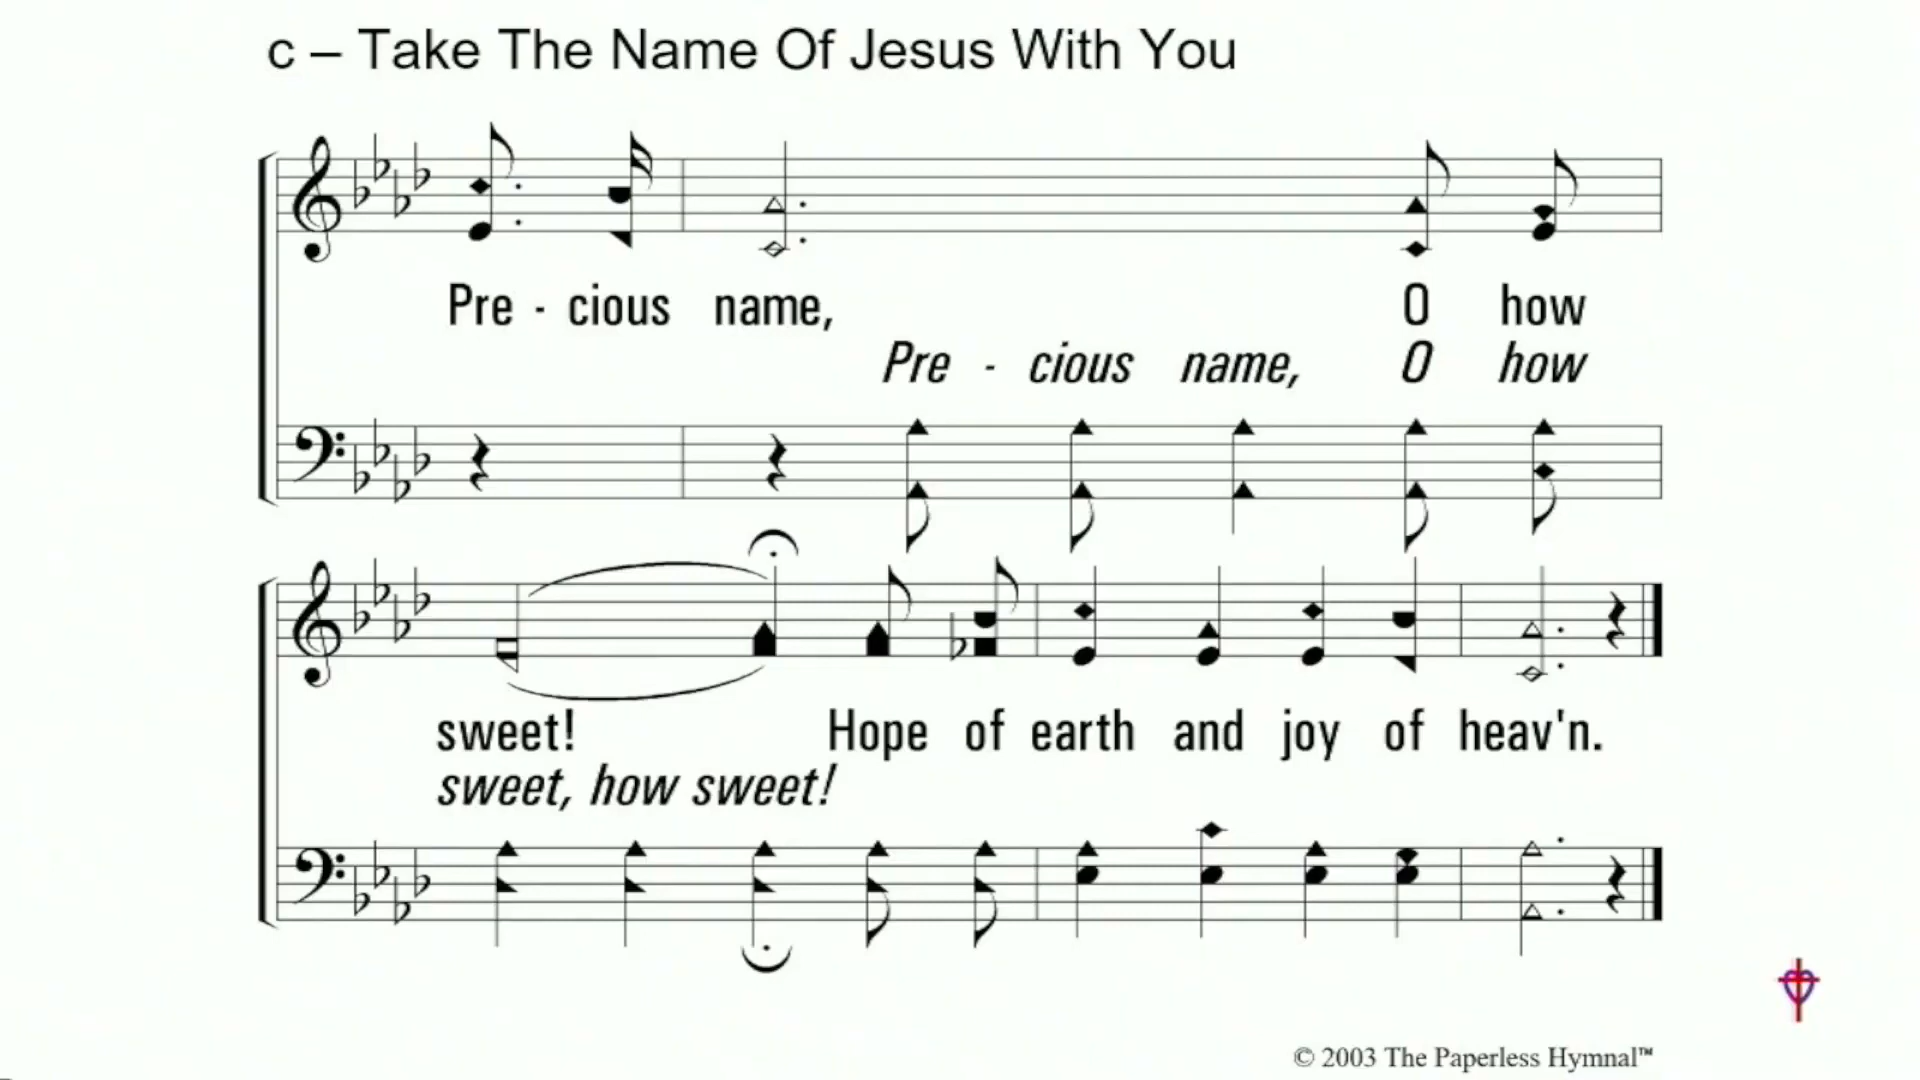 c – Take The Name Of Jesus With You
Pre - cious name, O how
Pre - cious name, O how
sweet! Hope of earth and joy of heav'n.
sweet, how sweet!
© 2003 The Paperless Hymnal™